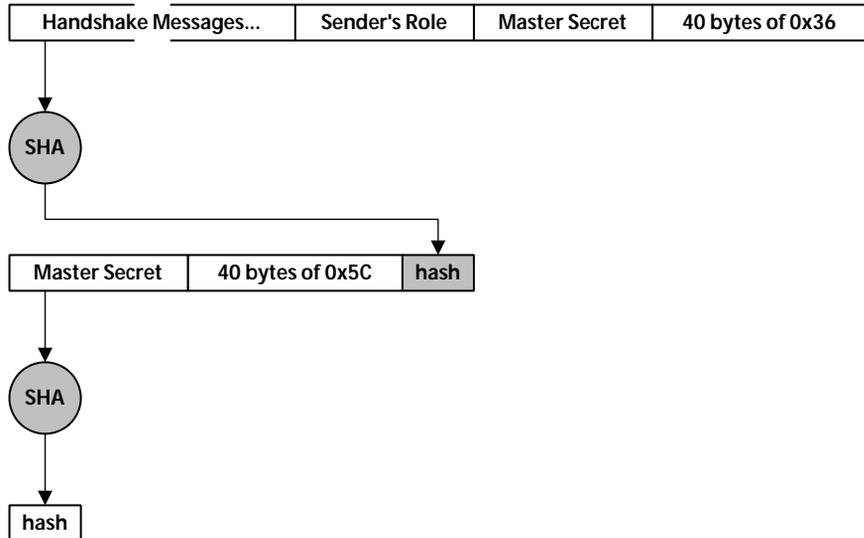 Handshake Messages... Sender's Role Master Secret 40 bytes of 0x36
SHA
Master Secret 40 bytes of 0x5C hash
SHA
hash